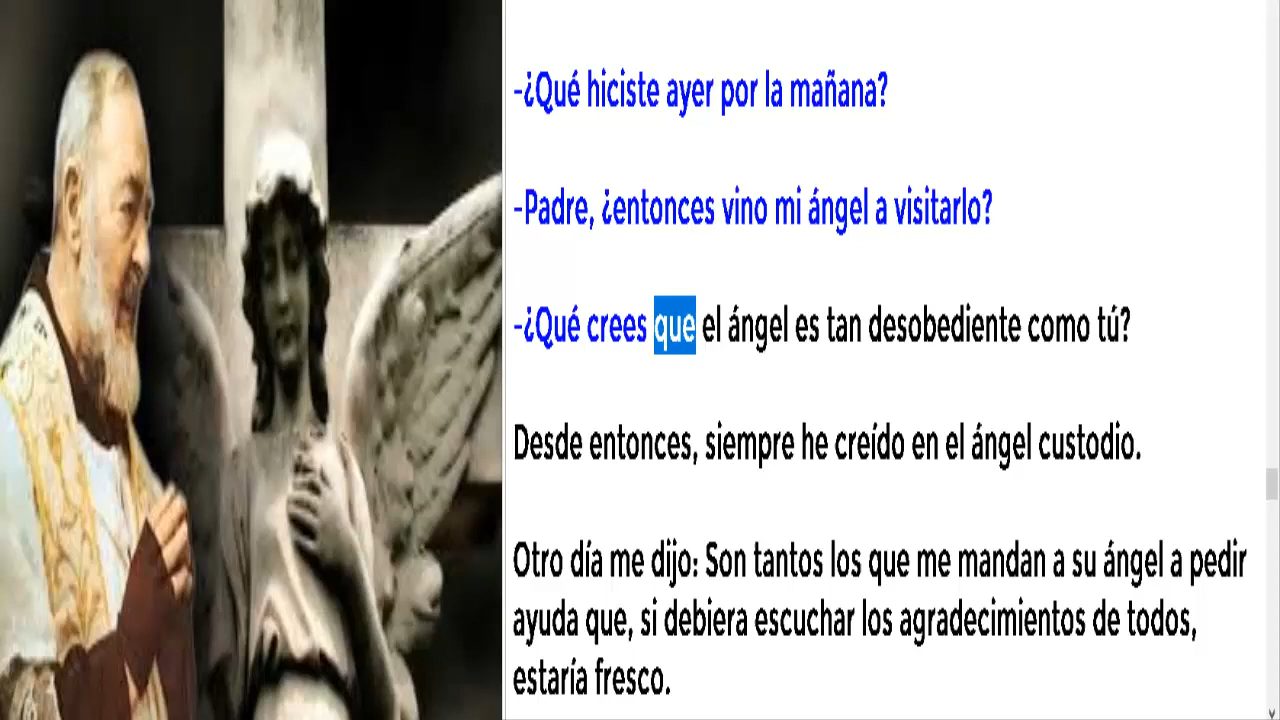 -¿Qué hiciste ayer por la mañana?
-Padre, ¿entonces vino mi ángel a visitarlo?
-¿Qué crees que el ángel es tan desobediente como tú?
Desde entonces, siempre he creído en el ángel custodio.
Otro día me dijo: Son tantos los que me mandan a su ángel a pedir
ayuda que, si debiera escuchar los agradecimientos de todos,
estaría fresco.